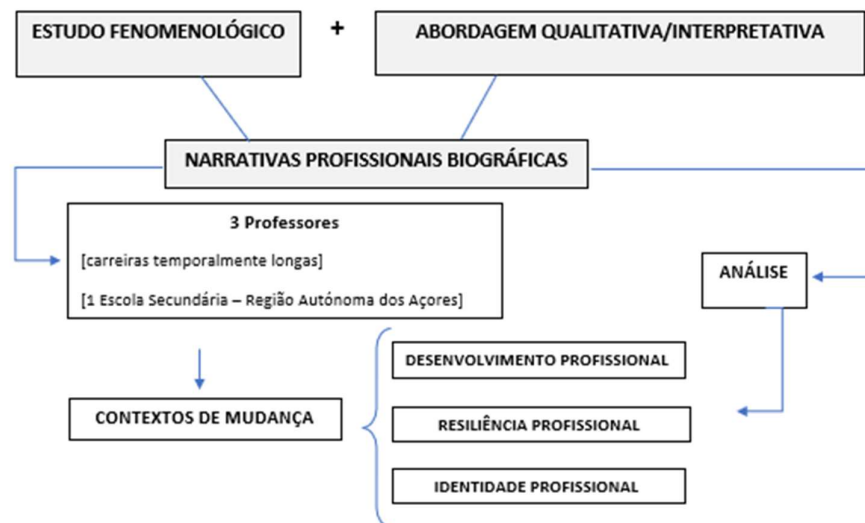 ESTUDO FENOMENOLÓGICO
+
ABORDAGEM QUALITATIVA/INTERPRETATIVA
NARRATIVAS PROFISSIONAIS BIOGRÁFICAS
3 Professores
[carreiras temporalmente longas]
[1 Escola Secundária – Região Autónoma dos Açores]
ANÁLISE
DESENVOLVIMENTO PROFISSIONAL
CONTEXTOS DE MUDANÇA
RESILIÊNCIA PROFISSIONAL
IDENTIDADE PROFISSIONAL